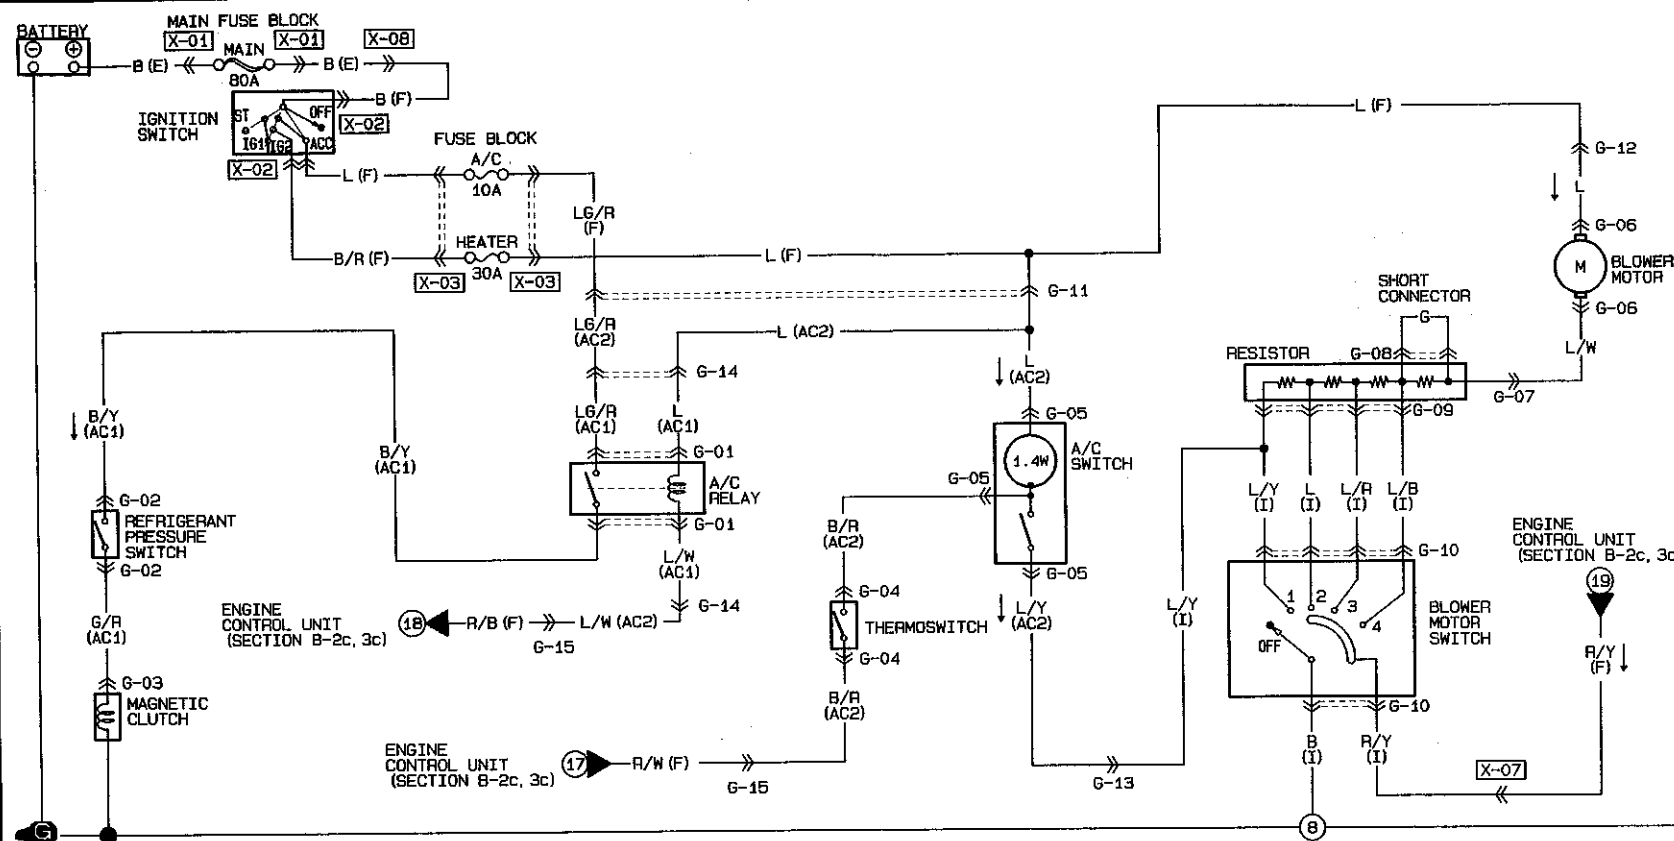 MAIN FUSE BLOCK
BATTERY
X-01
X-01
X-08
MAIN
B (E)
B (E)
80A
B (F)
IGNITION
SWITCH
ST
OFF
IG1
IG2
ACC
X-02
X-02
FUSE BLOCK
A/C
10A
L (F)
LG/R
(F)
HEATER
30A
B/R (F)
X-03
X-03
L (F)
L (F)
G-12
L
G-06
M
BLOWER
MOTOR
G-06
L/W
G-11
SHORT
CONNECTOR
G
LG/R
(AC2)
L (AC2)
G-14
L
(AC2)
RESISTOR
G-08
G-07
G-09
B/Y
(AC1)
B/Y
(AC1)
LG/R
(AC1)
L
(AC1)
G-01
G-05
1.4W
A/C
SWITCH
G-05
A/C
RELAY
G-01
G-02
REFRIGERANT
PRESSURE
SWITCH
G-02
B/R
(AC2)
L/Y
(I)
L
(I)
L/R
(I)
L/B
(I)
G-10
ENGINE
CONTROL UNIT
(SECTION B-2c, 3c
19
L/W
(AC1)
G-05
G-04
G-14
ENGINE
CONTROL UNIT
(SECTION B-2c, 3c)
18
R/B (F)
L/W (AC2)
G-15
G/R
(AC1)
THERMOSWITCH
G-04
L/Y
(AC2)
L/Y
(I)
1
2
3
4
OFF
BLOWER
MOTOR
SWITCH
R/Y
(F)
G-03
MAGNETIC
CLUTCH
B/R
(AC2)
G-10
ENGINE
CONTROL UNIT
(SECTION B-2c, 3c)
17
R/W (F)
G-15
G-13
B
(I)
R/Y
(I)
X-07
G
8